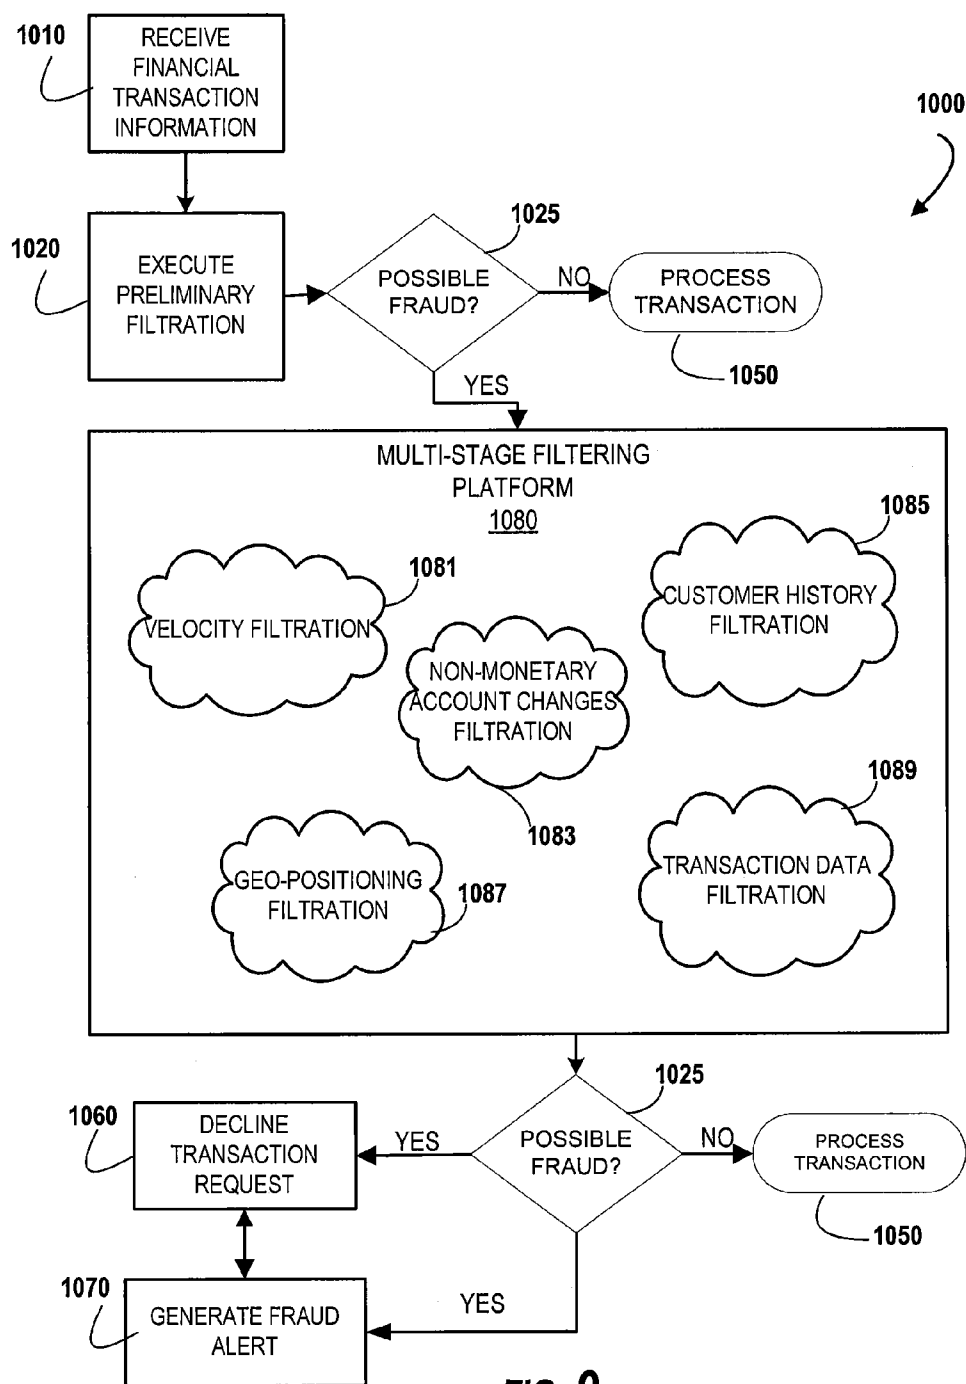 1010
RECEIVE
FINANCIAL
TRANSACTION
INFORMATION
1000
1020
EXECUTE
PRELIMINARY
FILTRATION
1025
POSSIBLE
FRAUD?
NO
PROCESS
TRANSACTION
1050
YES
MULTI-STAGE FILTERING
PLATFORM
1080
1081
VELOCITY FILTRATION
1085
CUSTOMER HISTORY
FILTRATION
NON-MONETARY
ACCOUNT CHANGES
FILTRATION
1083
1087
GEO-POSITIONING
FILTRATION
1089
TRANSACTION DATA
FILTRATION
1025
POSSIBLE
FRAUD?
YES
NO
PROCESS
TRANSACTION
1050
1060
DECLINE
TRANSACTION
REQUEST
1070
GENERATE FRAUD
ALERT
YES